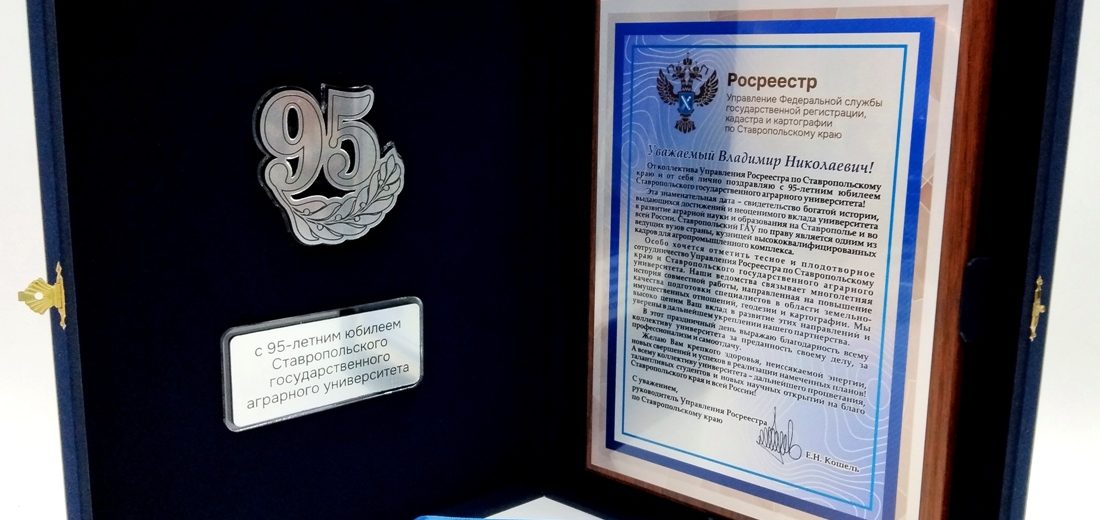 95
с 95-летним юбилеем
Ставропольского
государственного
аграрного университета
Росреестр
Управление Федеральной службы
государственной регистрации,
кадастра и картографии
по Ставропольскому краю
Уважаемый Владимир Николаевич!
От коллектива Управления Росреестра по Ставропольскому
краю и от себя лично поздравляю с 95-летним юбилеем
Ставропольского государственного аграрного университета!
Эта знаменательная дата – свидетельство богатой истории,
выдающихся достижений и неоценимого вклада университета
в развитие аграрной науки и образования на Ставрополье и во
всей России. Ставропольский ГАУ по праву является одним из
ведущих вузов страны, кузницей высококвалифицированных
кадров для агропромышленного комплекса.
Особо хочется отметить тесное и плодотворное
сотрудничество Управления Росреестра по Ставропольскому
краю и Ставропольского государственного аграрного
университета. Наши ведомства связывает многолетняя
история совместной работы, направленная на повышение
качества подготовки специалистов в области земельно-
имущественных отношений, геодезии и картографии. Мы
высоко ценим Ваш вклад в развитие этих направлений и
уверены в дальнейшем укреплении нашего партнерства.
В этот праздничный день выражаю благодарность всему
коллективу университета за преданность своему делу, за
профессионализм и самоотдачу.
Желаю Вам крепкого здоровья, неиссякаемой энергии,
новых свершений и успехов в реализации намеченных планов!
А всему коллективу университета – дальнейшего процветания,
талантливых студентов и новых научных открытий на благо
Ставропольского края и всей России!
С уважением,
руководитель Управления Росреестра
по Ставропольскому краю
Е.Н. Кошель